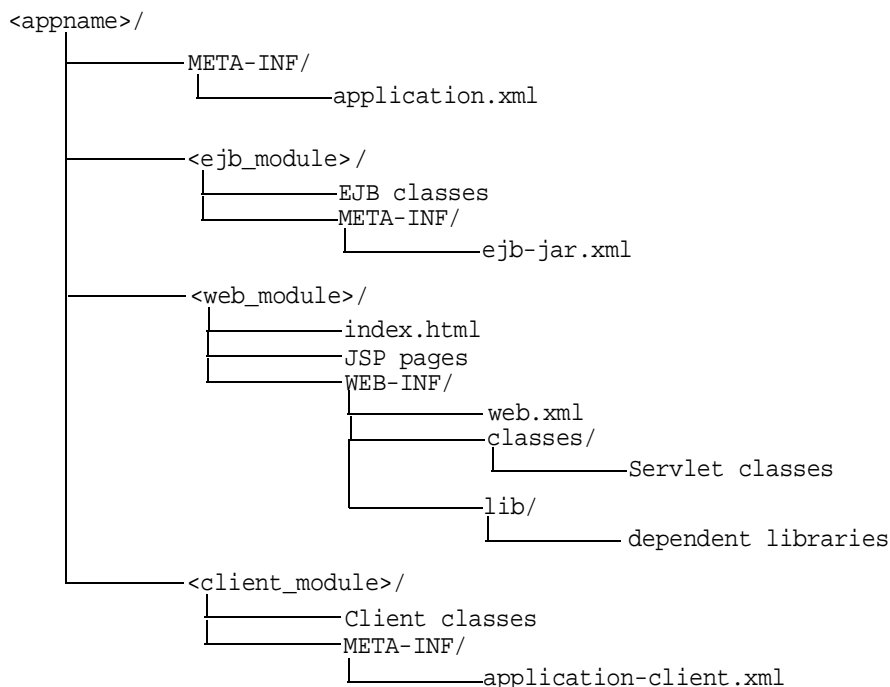 <appname>/
META-INF/
application.xml
<ejb_module>/
EJB classes
META-INF/
ejb-jar.xml
<web_module>/
index.html
JSP pages
WEB-INF/
web.xml
classes/
Servlet classes
lib/
dependent libraries
<client_module>/
Client classes
META-INF/
application-client.xml